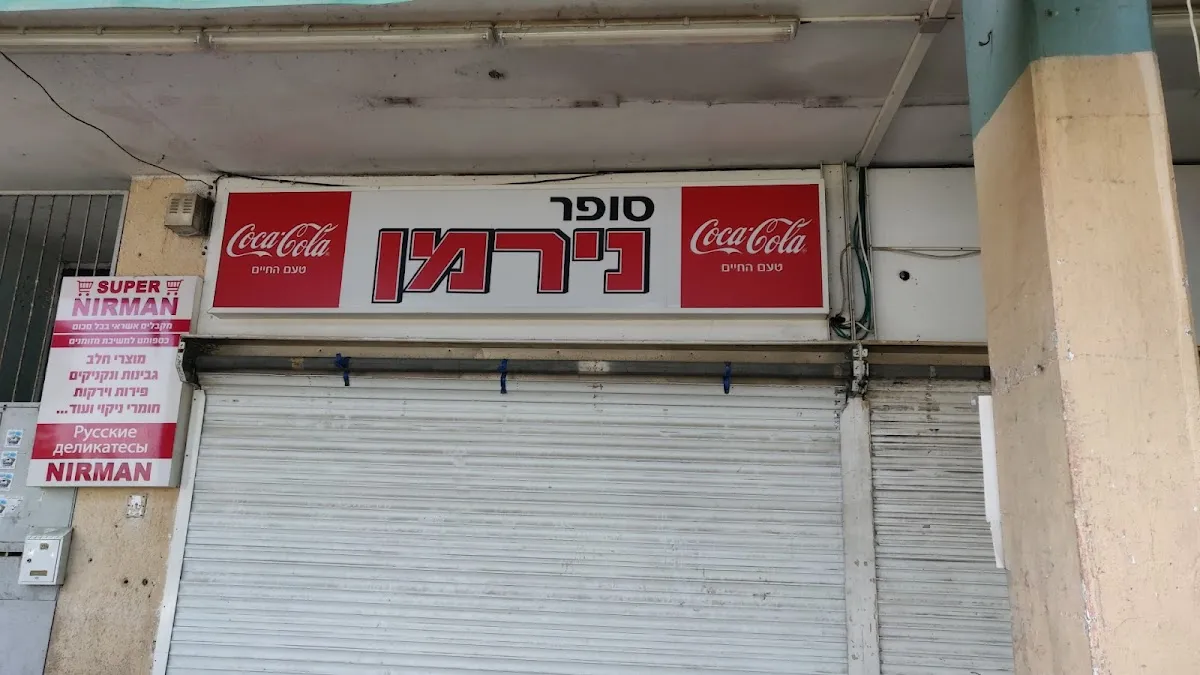 סופר
נירמן
Coca-Cola
טעם החיים
Coca-Cola
טעם החיים
SUPER
NIRMAN
מקבלים אשראי בכל סכום
כספומט למשיכת מזומנים
מוצרי חלב
גבינות ונקניקים
פירות וירקות
חומרי ניקוי ועוד...
Русские
деликатесы
NIRMAN